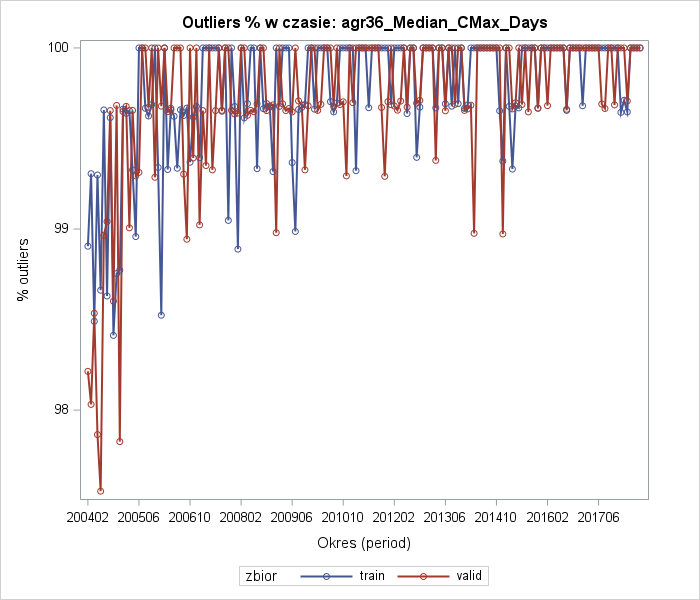 Outliers % w czasie: agr36_Median_CMax_Days
100
99
98
% outliers
200402 200506 200610 200802 200906 201010 201202 201306 201410 201602 201706
Okres (period)
zbior train valid